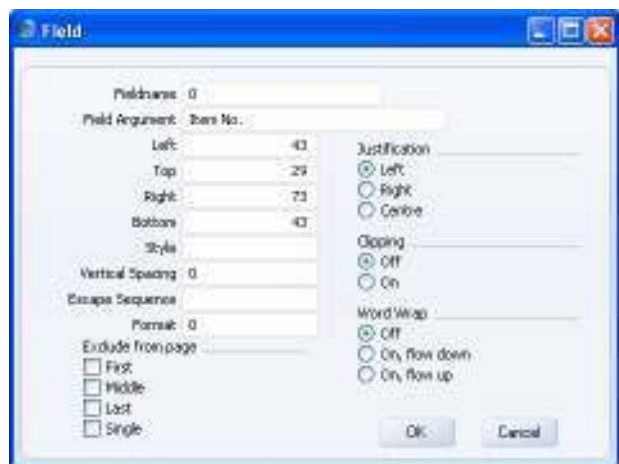 Field
Fieldname 0
Field Argument Item No.
Left 43
Top 29
Right 73
Bottom 43
Style
Vertical Spacing 0
Escape Sequence
Format 0
Exclude from page
First
Middle
Last
Single
Justification
Left
Right
Centre
Clipping
Off
On
Word Wrap
Off
On, flow down
On, flow up
OK Cancel